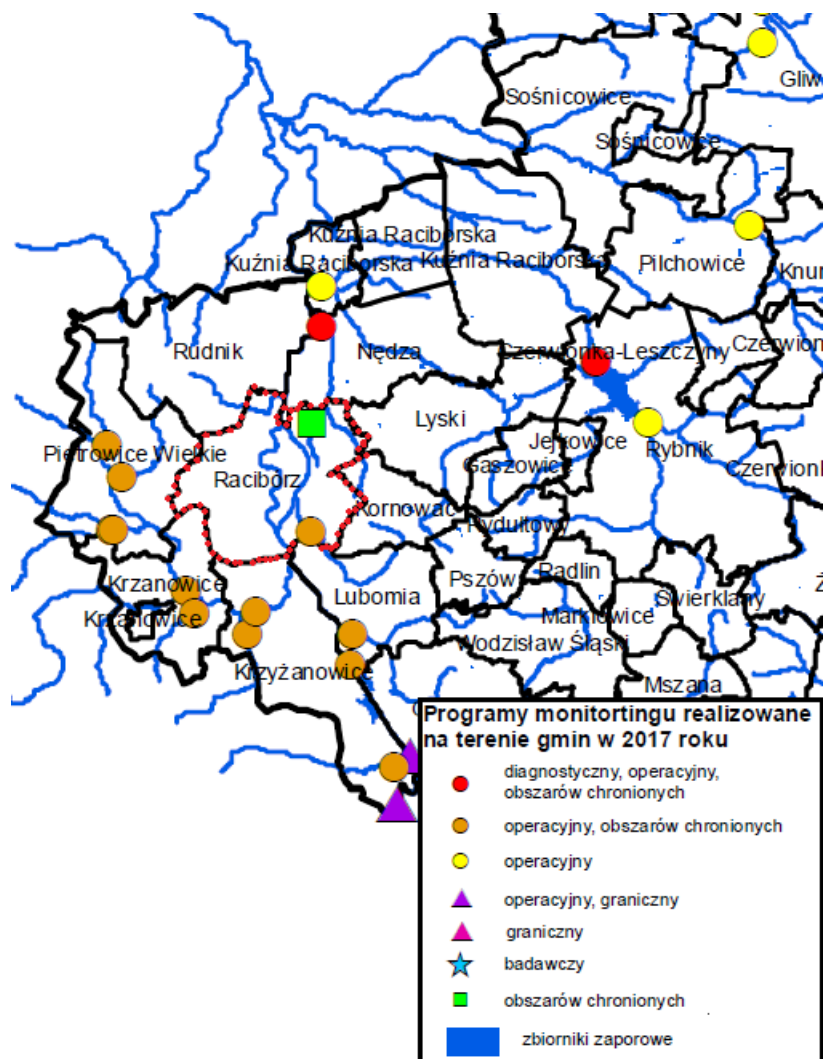 Gliw
Sośnicowice
Sośnicowice
Kuźnia Raciborska
Kuźnia Raciborska
Kuźnia Raciborska
Pilchowice
Knur
Rudnik
Nędza
Czerwionka-Leszczyny
Czerwion
Lyski
Jejkowice
Rybnik
Pietrowice Wielkie
Gaszowice
Czerwionk
Racibórz
Kornowac
Rydułtowy
Krzanowice
Pszów
Radlin
Lubomia
Świerklany
Ż
Krzanowice
Marklowice
Wodzisław Śląski
Krzyżanowice
Mszana
Programy monitortingu realizowane
na terenie gmin w 2017 roku
diagnostyczny, operacyjny,
obszarów chronionych
operacyjny, obszarów chronionych
operacyjny
operacyjny, graniczny
graniczny
badawczy
obszarów chronionych
zbiorniki zaporowe